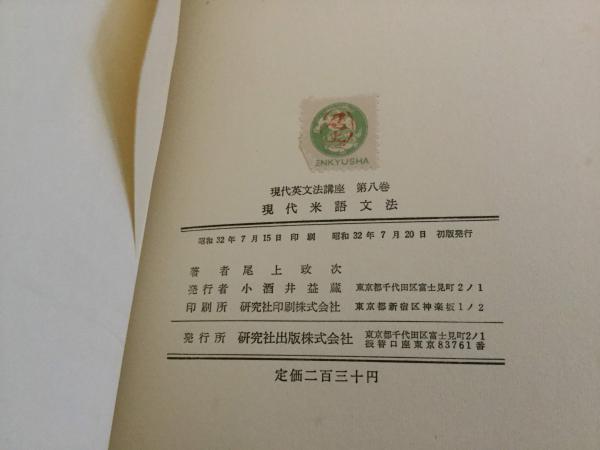 ENKYUSHA
現代英文法講座 第八巻
現代米語文法
昭和32年7月15日 印刷 昭和32年7月20日 初版発行
著者 尾上政次
発行者 小酒井益蔵 東京都千代田区富士見町2ノ1
印刷所 研究社印刷株式会社 東京都新宿区神楽坂1ノ2
発行所 研究社出版株式会社 東京都千代田区富士見町2ノ1
振替口座東京83761番
定価二百三十円